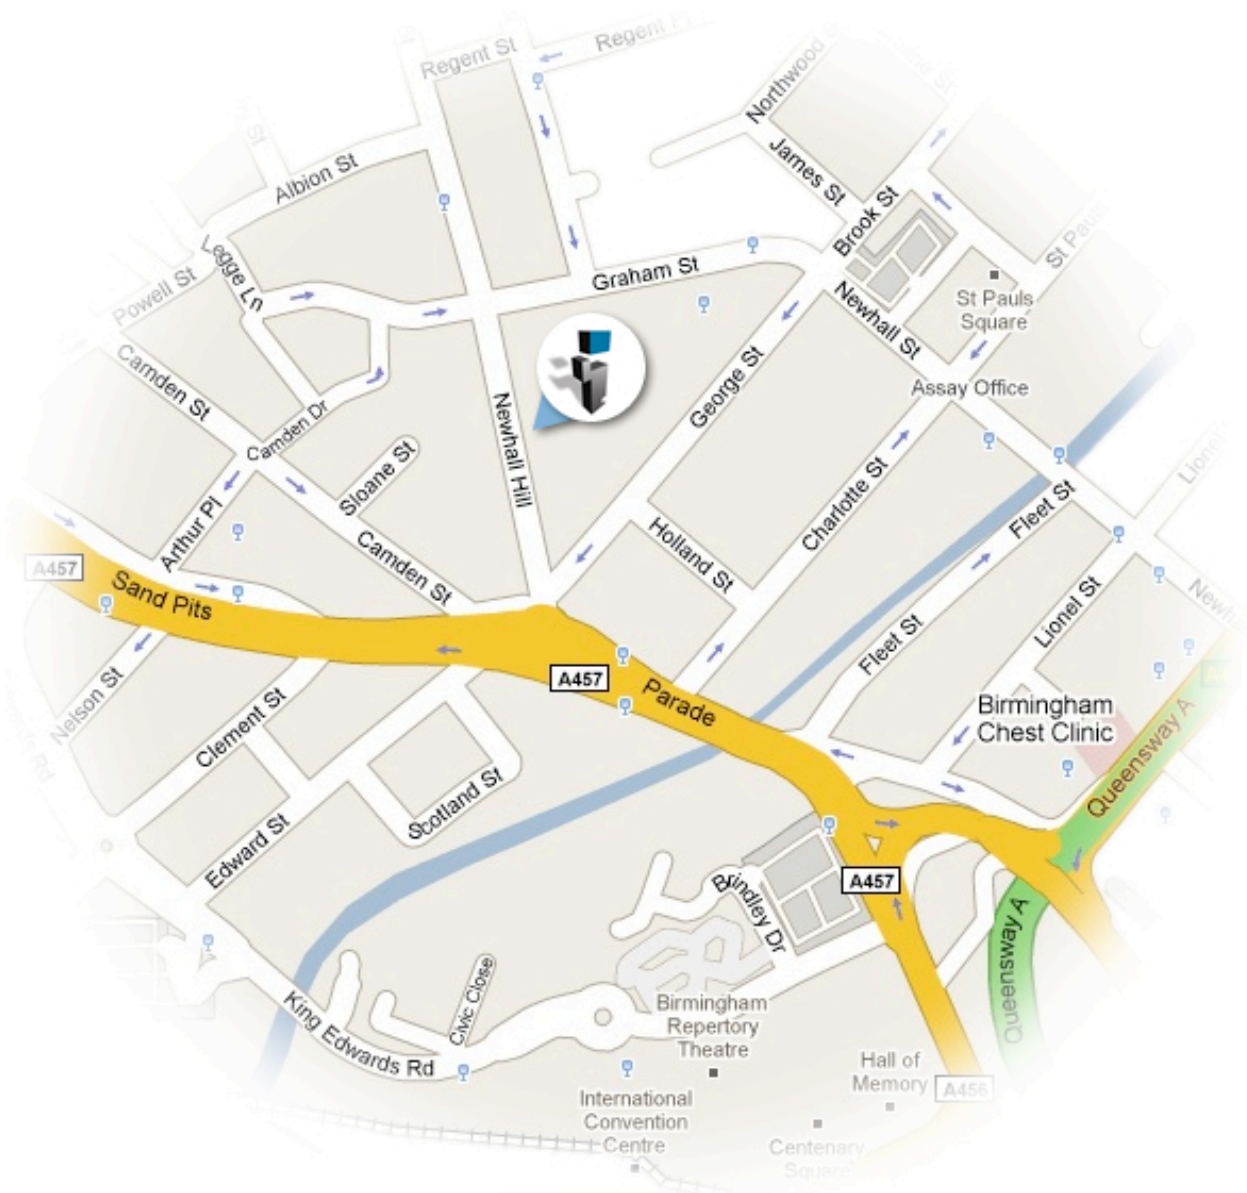 Regent Pl
Regent St
Northwood
Albion St
James St
Brook St
Legge Ln
Graham St
St Pauls
Powell St
St Pauls
Square
Newhall St
Camden St
Assay Office
George St
Camden Dr
Newhall Hill
Sloane St
Lionel
Charlotte St
Fleet St
Arthur Pl
Holland St
Camden St
A457
Sand Pits
Lionel St
Fleet St
Nelson St
A457
Parade
Birmingham
Chest Clinic
Clement St
Queensway A
Scotland St
Edward St
A457
Brindley Dr
Queensway A
Civic Close
King Edwards Rd
Birmingham
Repertory
Theatre
Hall of
Memory
A456
International
Convention
Centre
Centenary
Square